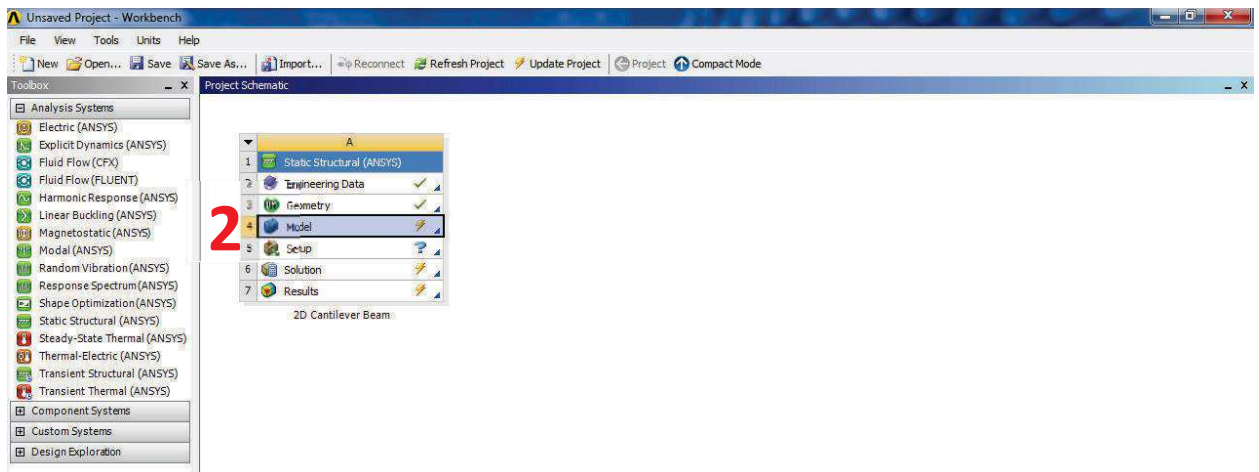 Unsaved Project - Workbench
File View Tools Units Help
New Open... Save Save As... Import... Reconnect Refresh Project Update Project Project Compact Mode
Toolbox
Analysis Systems
Electric (ANSYS)
Explicit Dynamics (ANSYS)
Fluid Flow (CFX)
Fluid Flow (FLUENT)
Harmonic Response (ANSYS)
Linear Buckling (ANSYS)
Magnetostatic (ANSYS)
Modal (ANSYS)
Random Vibration (ANSYS)
Response Spectrum (ANSYS)
Shape Optimization (ANSYS)
Static Structural (ANSYS)
Steady-State Thermal (ANSYS)
Thermal-Electric (ANSYS)
Transient Structural (ANSYS)
Transient Thermal (ANSYS)
Component Systems
Custom Systems
Design Exploration
Project Schematic
A
1 Static Structural (ANSYS)
2 Engineering Data
3 Geometry
2
4 Model
5 Setup
6 Solution
7 Results
2D Cantilever Beam